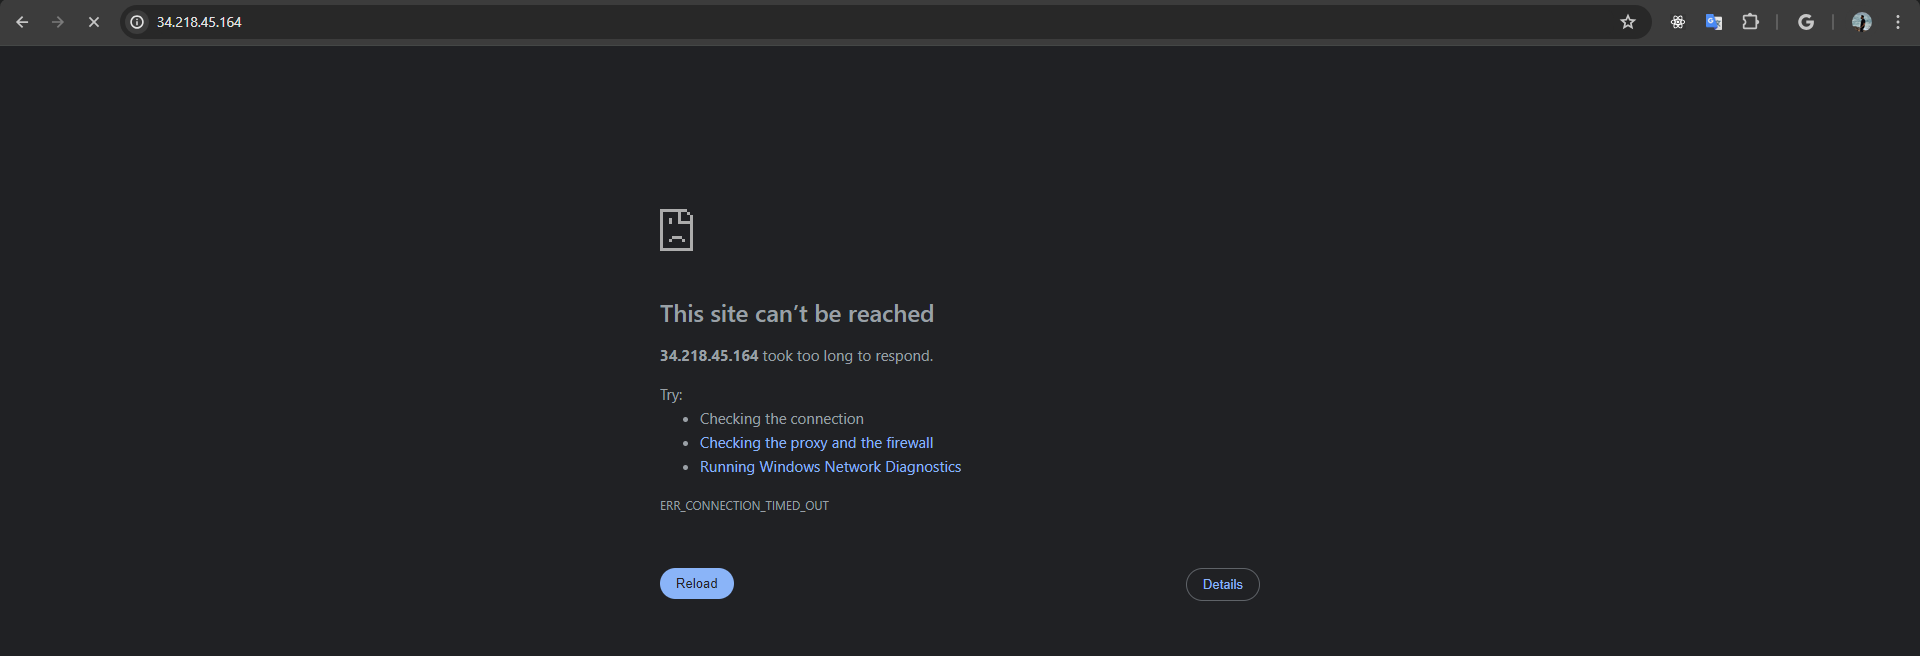 34.218.45.164
This site can’t be reached
34.218.45.164 took too long to respond.
Try:
Checking the connection
Checking the proxy and the firewall
Running Windows Network Diagnostics
ERR_CONNECTION_TIMED_OUT
Reload
Details